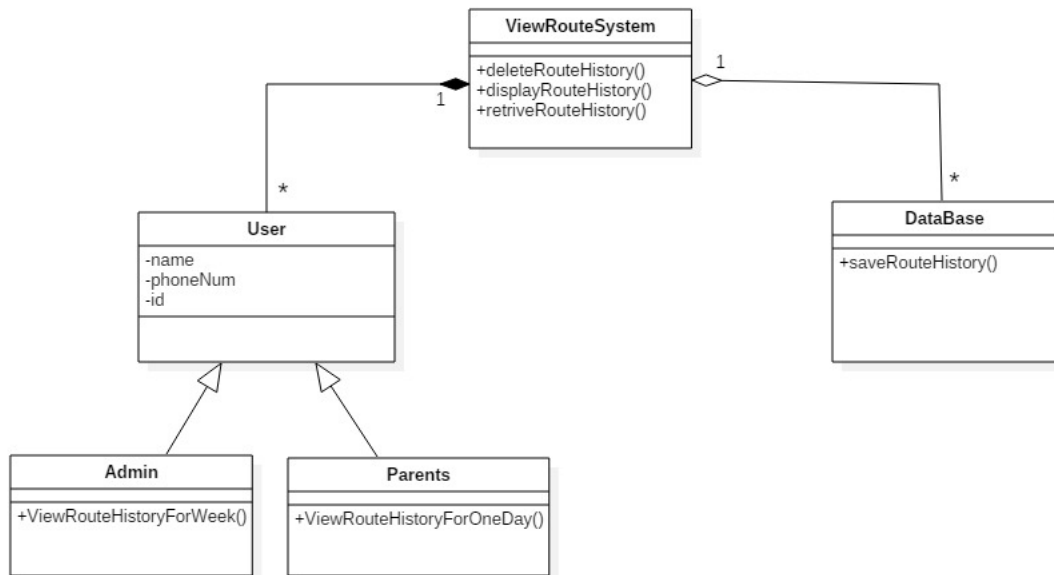 ViewRouteSystem
+deleteRouteHistory()
+displayRouteHistory()
+retriveRouteHistory()
1
1
*
*
User
-name
-phoneNum
-id
DataBase
+saveRouteHistory()
Admin
+ViewRouteHistoryForWeek()
Parents
+ViewRouteHistoryForOneDay()